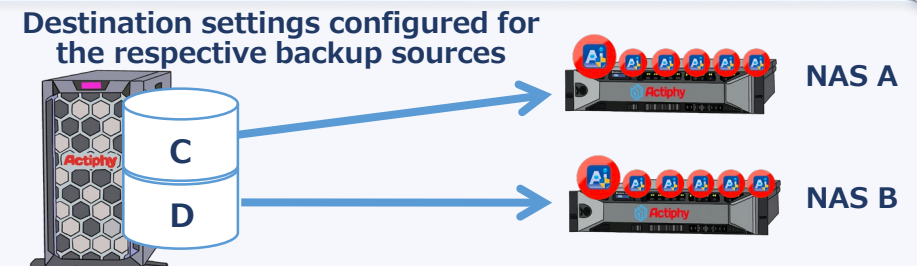 Destination settings configured for
the respective backup sources
NAS A
Actiphy
C
Actiphy
D
NAS B
Actiphy